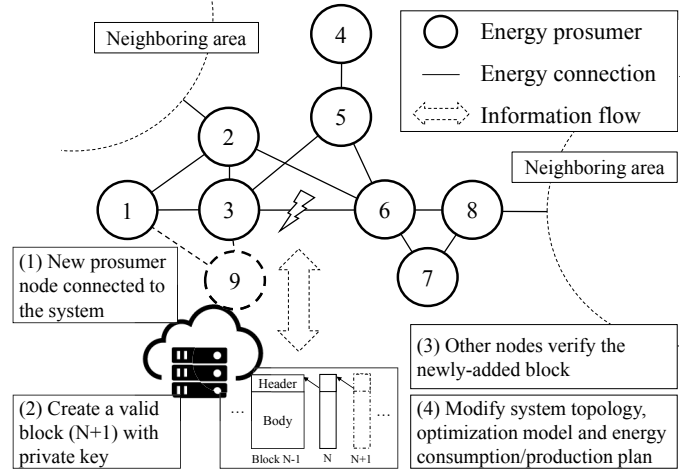 Neighboring area
4
Energy prosumer
Energy connection
Information flow
5
2
Neighboring area
1
3
6
8
9
7
(1) New prosumer
node connected to
the system
(2) Create a valid
block (N+1) with
private key
Header
Body
...
...
Block N-1
N
N+1
(3) Other nodes verify the
newly-added block
(4) Modify system topology,
optimization model and energy
consumption/production plan